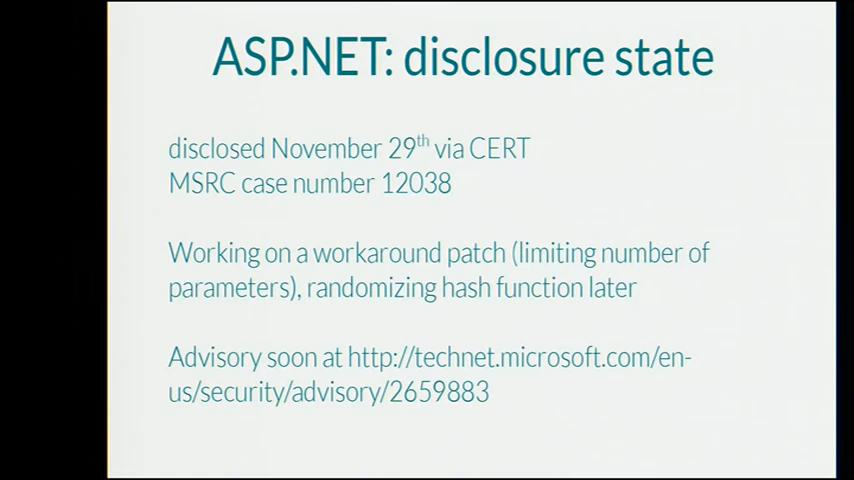 ASP.NET: disclosure state
disclosed November 29th via CERT
MSRC case number 12038
Working on a workaround patch (limiting number of
parameters), randomizing hash function later
Advisory soon at http://technet.microsoft.com/en-
us/security/advisory/2659883